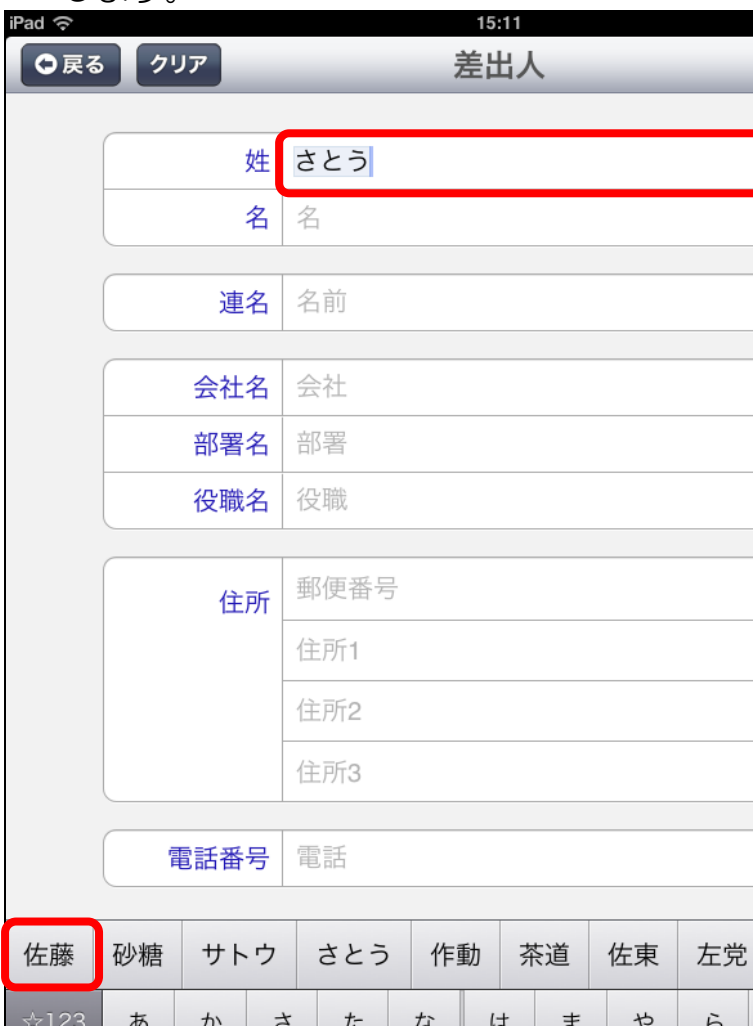 します。
iPad 15:11
戻る クリア 差出人
姓 さとう
名 名
連名 名前
会社名 会社
部署名 部署
役職名 役職
住所 郵便番号
住所1
住所2
住所3
電話番号 電話
佐藤 砂糖 サトウ さとう 作動 茶道 佐東 左党
☆123 あ か さ た な は ま や ら